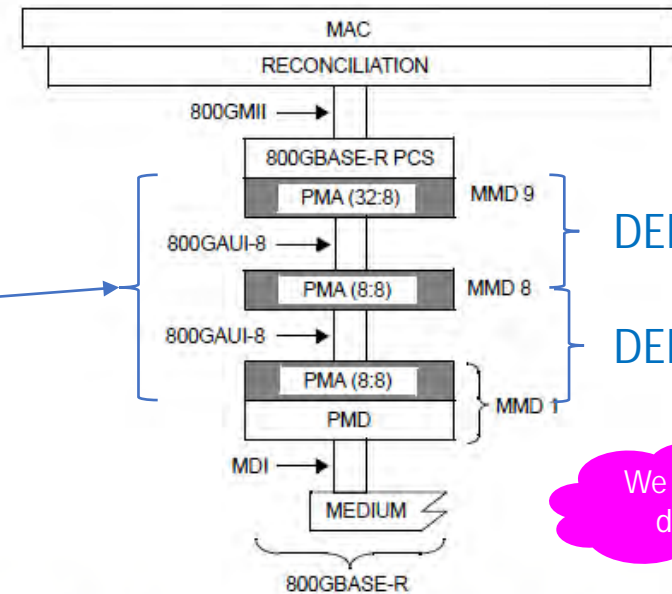 MAC
RECONCILIATION
800GMII
800GBASE-R PCS
PMA (32:8)
MMD 9
800GAUI-8
PMA (8:8)
MMD 8
800GAUI-8
PMA (8:8)
PMD
MMD 1
MDI
MEDIUM
800GBASE-R
We